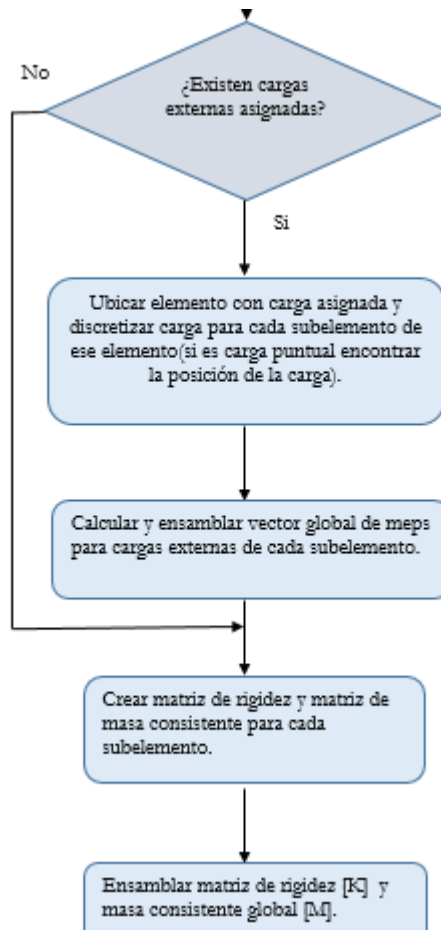 No
¿Existen cargas
externas asignadas?
Si
Ubicar elemento con carga asignada y
discretizar carga para cada subelemento de
ese elemento(si es carga puntual encontrar
la posición de la carga).
Calcular y ensamblar vector global de meps
para cargas externas de cada subelemento.
Crear matriz de rigidez y matriz de
masa consistente para cada
subelemento.
Ensamblar matriz de rigidez [K] y
masa consistente global [M].